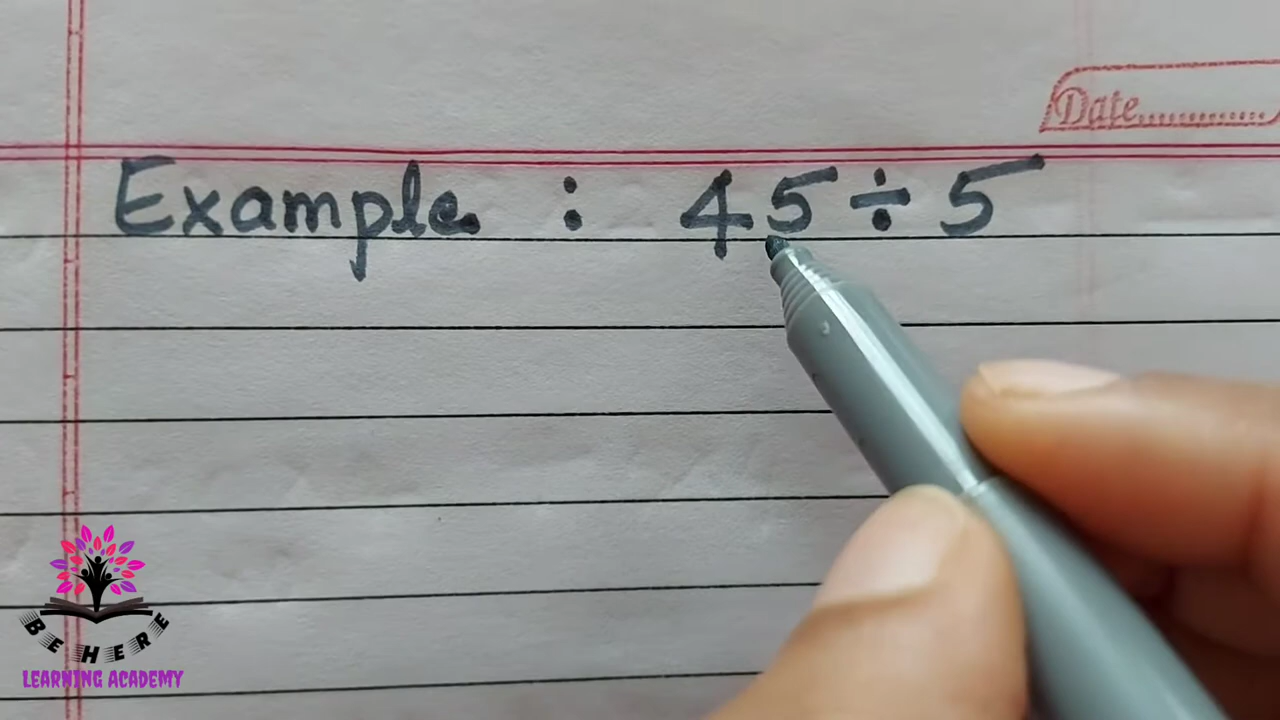 Date..............
Example : 45÷5
BE HERE
LEARNING ACADEMY